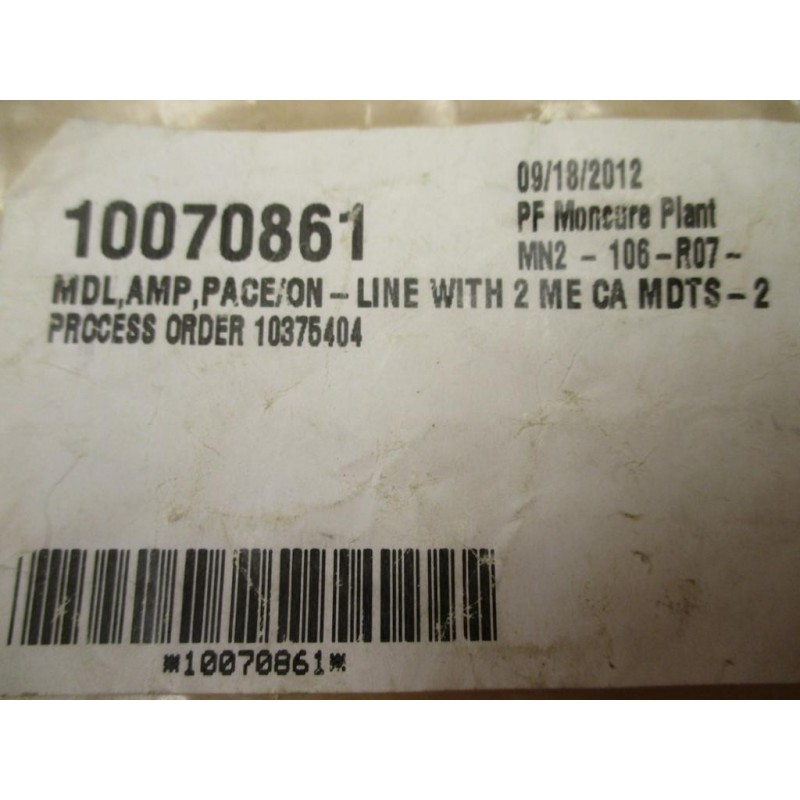 10070861
09/18/2012
PF Moncure Plant
MN2 - 106-R07-
MDL,AMP,PACE/ON-LINE WITH 2 ME CA MDTS-2
PROCESS ORDER 10375404
*10070861*